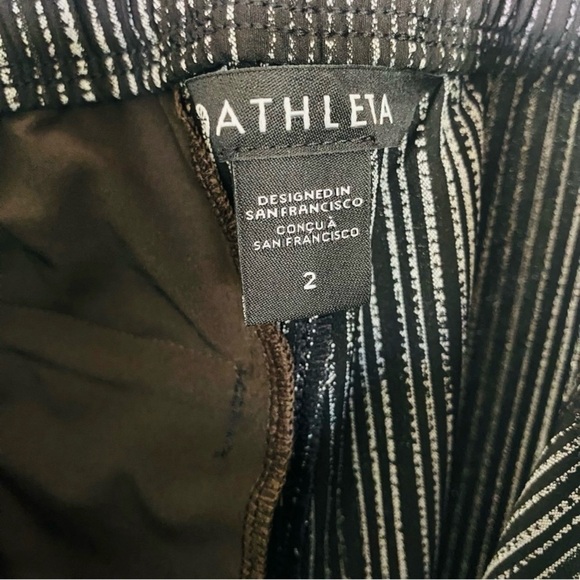 ATHLETA
DESIGNED IN
SAN FRANCISCO
CONÇU À
SAN FRANCISCO
2